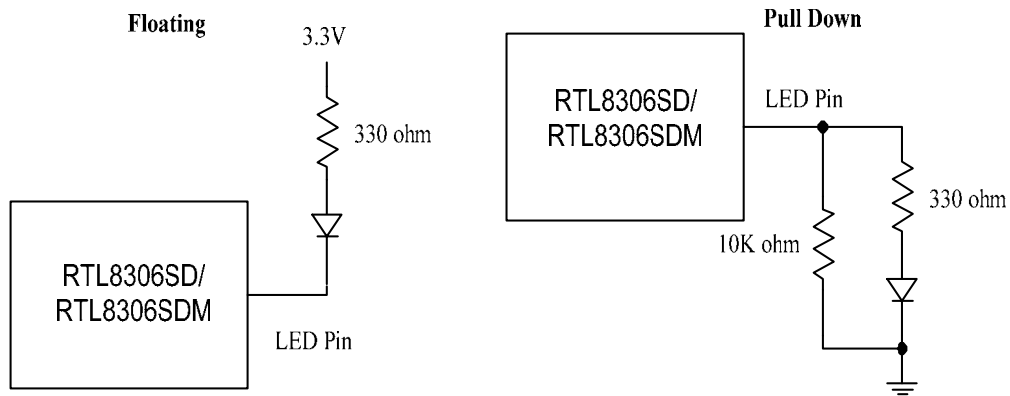 Floating
3.3V
330 ohm
RTL8306SD/
RTL8306SDM
LED Pin
Pull Down
RTL8306SD/
RTL8306SDM
LED Pin
10K ohm
330 ohm